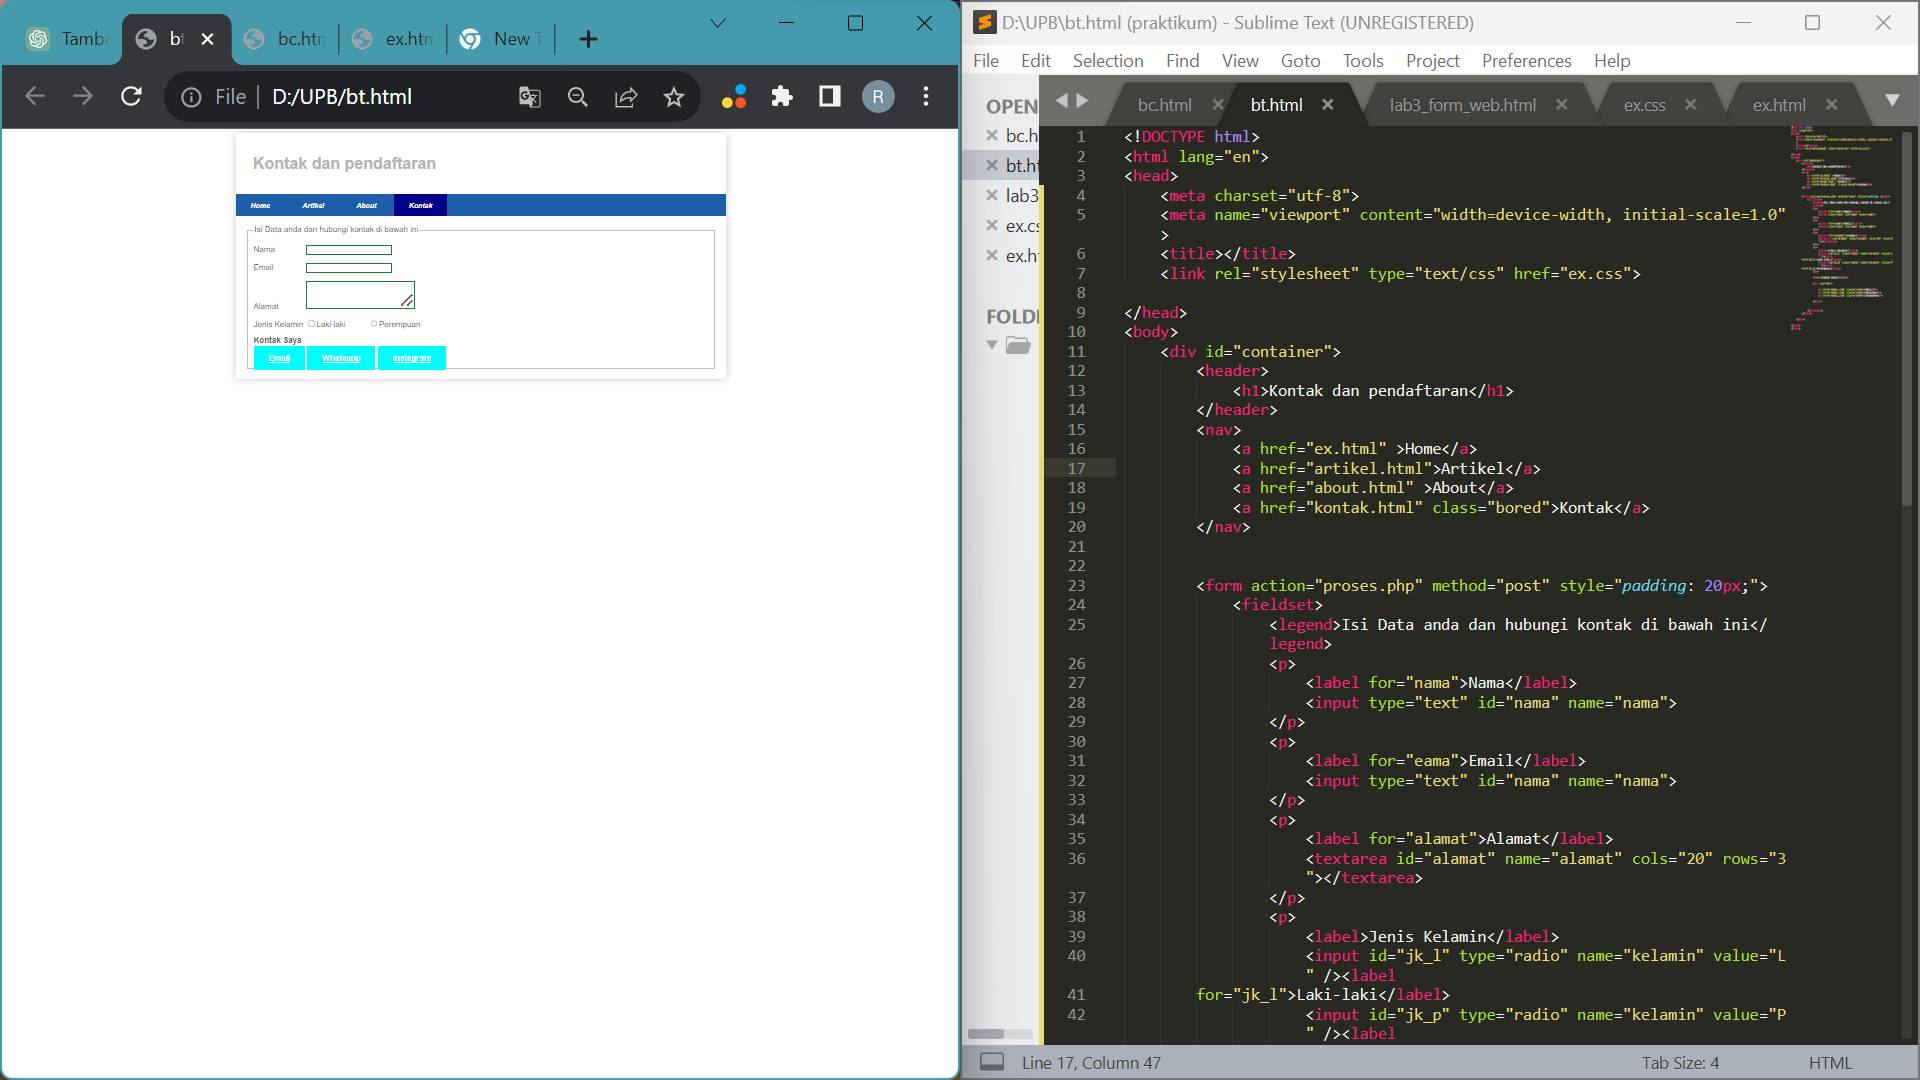 Tamba
bt
bc.htm
ex.htm
New T
File
D:/UPB/bt.html
R
Kontak dan pendaftaran
Home Artikel About Kontak
Isi Data anda dan hubungi kontak di bawah ini
Nama
Email
Alamat
Jenis Kelamin Laki-laki Perempuan
Kontak Saya
Email Whatsapp Instagram
D:\UPB\bt.html (praktikum) - Sublime Text (UNREGISTERED)
File Edit Selection Find View Goto Tools Project Preferences Help
OPEN
bc.h
bt.ht
lab3
ex.cs
ex.ht
FOLDI
bc.html bt.html lab3_form_web.html ex.css ex.html
1 <!DOCTYPE html>
2 <html lang="en">
3 <head>
4 <meta charset="utf-8">
5 <meta name="viewport" content="width=device-width, initial-scale=1.0"
>
6 <title></title>
7 <link rel="stylesheet" type="text/css" href="ex.css">
8
9 </head>
10 <body>
11 <div id="container">
12 <header>
13 <h1>Kontak dan pendaftaran</h1>
14 </header>
15 <nav>
16 <a href="ex.html" >Home</a>
17 <a href="artikel.html">Artikel</a>
18 <a href="about.html" >About</a>
19 <a href="kontak.html" class="bored">Kontak</a>
20 </nav>
21
22
23 <form action="proses.php" method="post" style="padding: 20px;">
24 <fieldset>
25 <legend>Isi Data anda dan hubungi kontak di bawah ini</
legend>
26 <p>
27 <label for="nama">Nama</label>
28 <input type="text" id="nama" name="nama">
29 </p>
30 <p>
31 <label for="eama">Email</label>
32 <input type="text" id="nama" name="nama">
33 </p>
34 <p>
35 <label for="alamat">Alamat</label>
36 <textarea id="alamat" name="alamat" cols="20" rows="3
"></textarea>
37 </p>
38 <p>
39 <label>Jenis Kelamin</label>
40 <input id="jk_l" type="radio" name="kelamin" value="L
" /><label
41 for="jk_l">Laki-laki</label>
42 <input id="jk_p" type="radio" name="kelamin" value="P
" /><label
Line 17, Column 47
Tab Size: 4
HTML